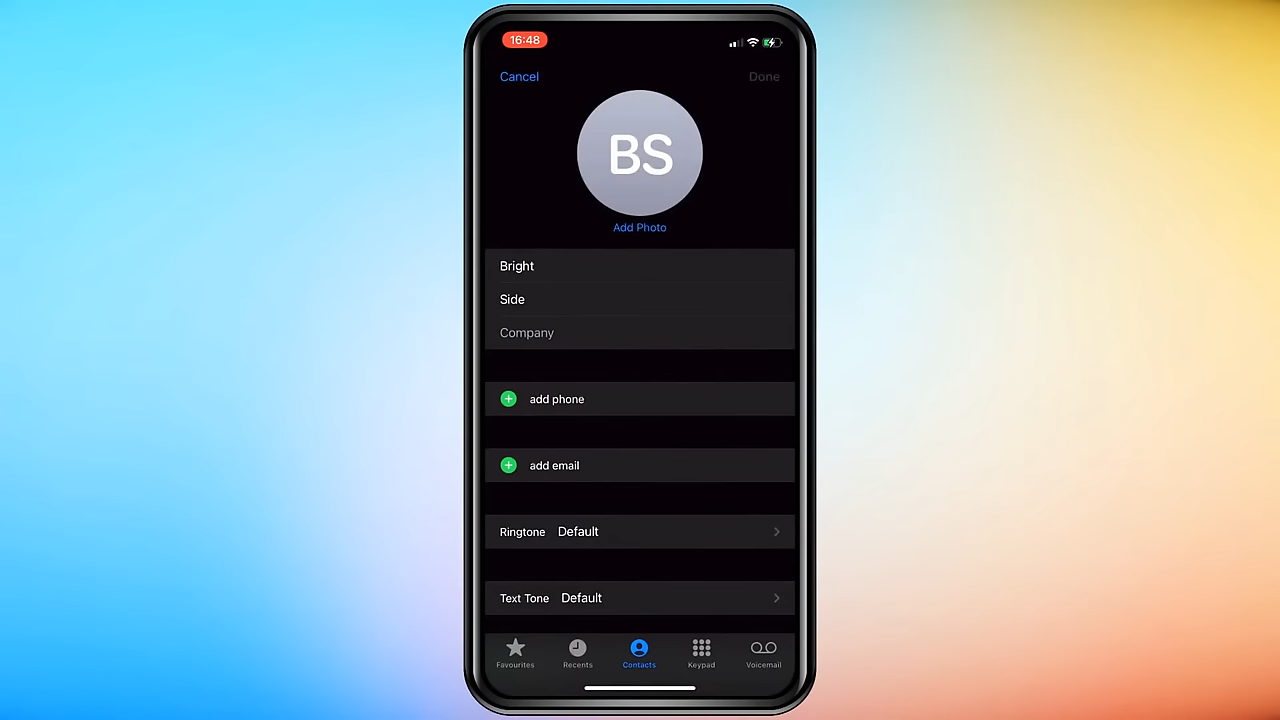 16:48
Cancel
Done
BS
Add Photo
Bright
Side
Company
add phone
add email
Ringtone Default
Text Tone Default
Favourites Recents Contacts Keypad Voicemail